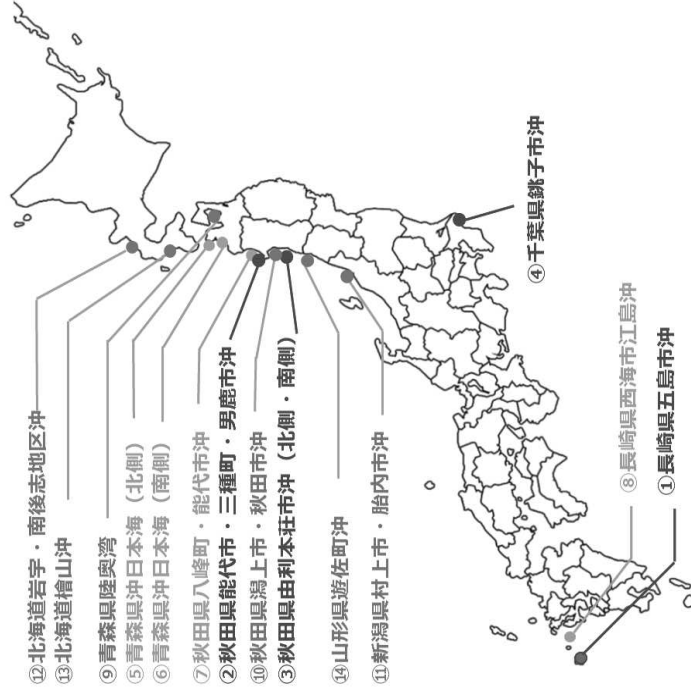 ⑫北海道岩宇・南後志地区沖
⑬北海道檜山沖
⑨青森県陸奥湾
⑤青森県沖日本海（北側）
⑥青森県沖日本海（南側）
⑦秋田県八峰町・能代市沖
②秋田県能代市・三種町・男鹿市沖
⑩秋田県潟上市・秋田市沖
③秋田県由利本荘市沖（北側・南側）
⑭山形県遊佐町沖
⑪新潟県村上市・胎内市沖
④千葉県銚子市沖
⑧長崎県西海市江島沖
①長崎県五島市沖